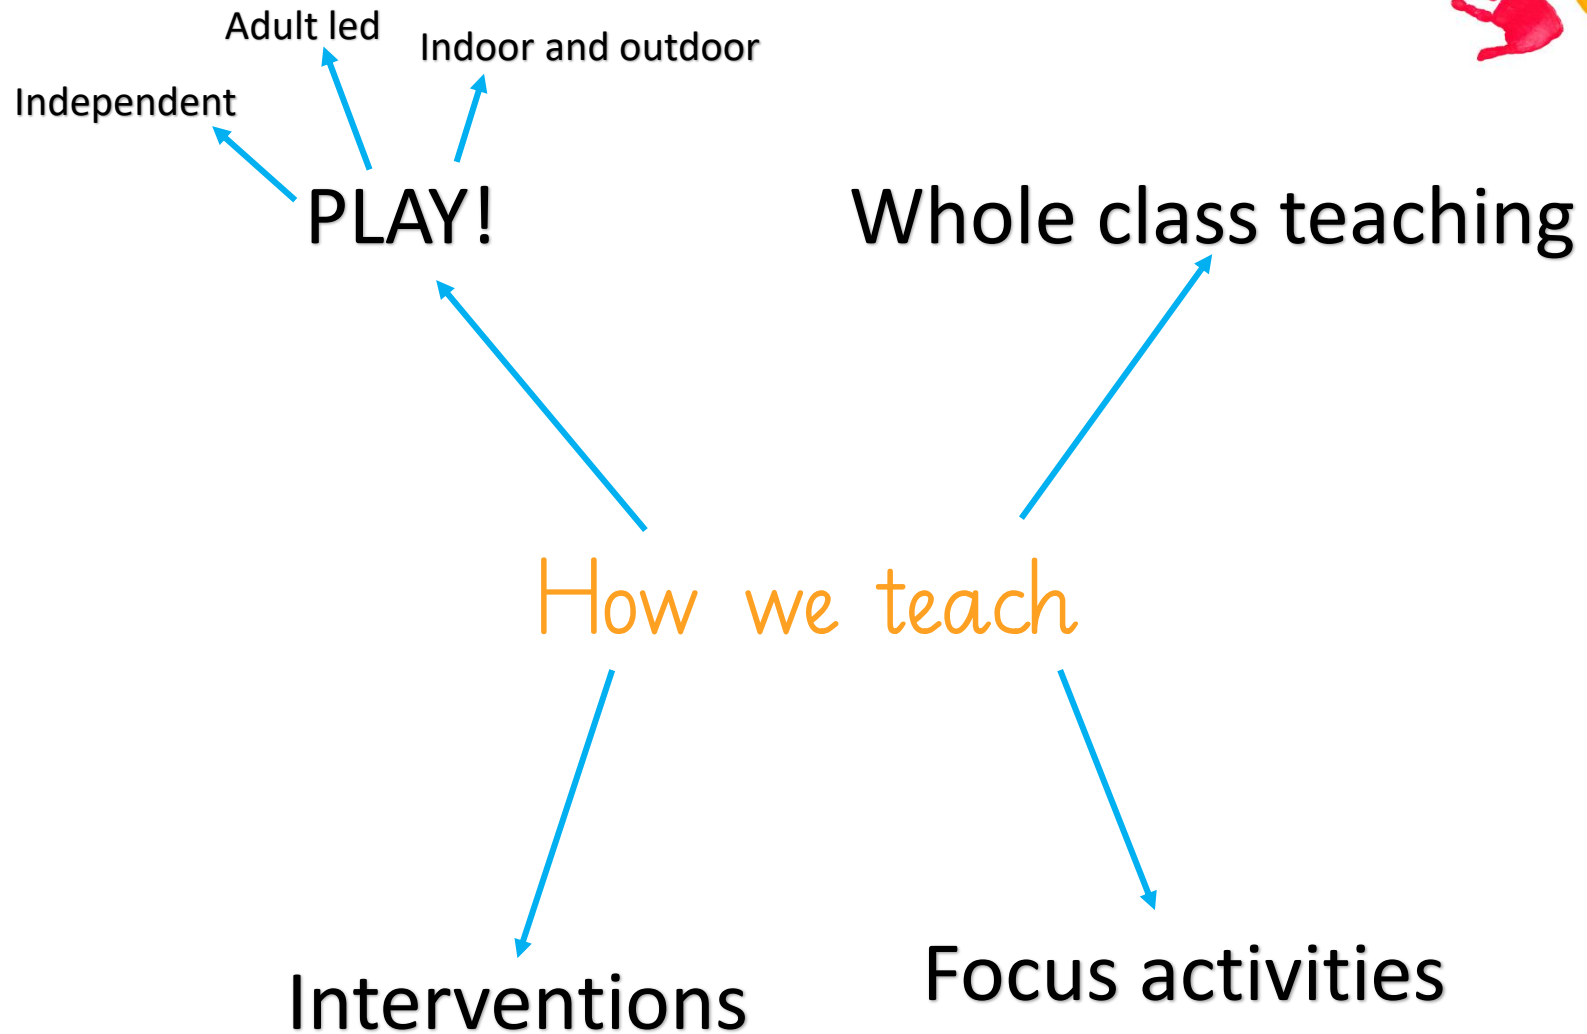 Adult led
Indoor and outdoor
Independent
PLAY!
Whole class teaching
How we teach
Interventions
Focus activities